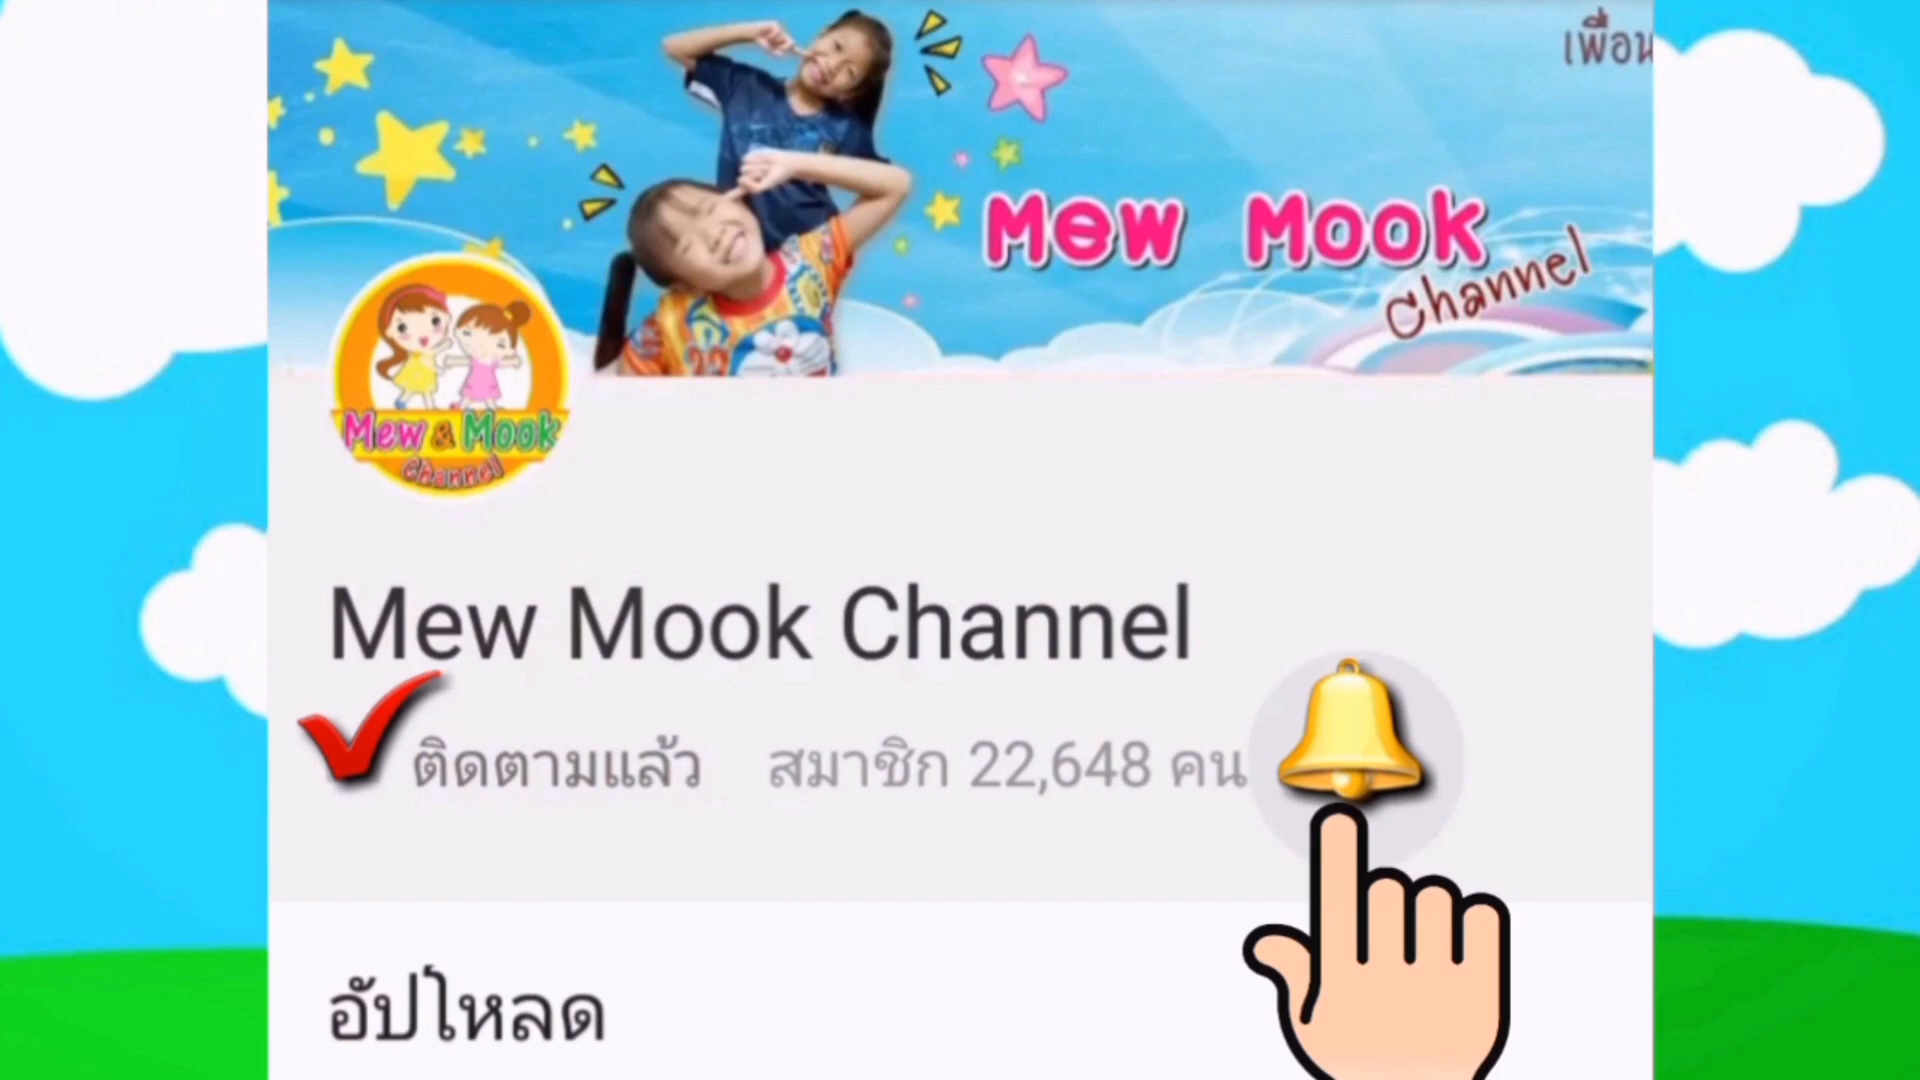 เพื่อน
Mew Mook
Channel
Mew & Mook
Channel
Mew Mook Channel
ติดตามแล้ว สมาชิก 22,648 คน
อัปโหลด